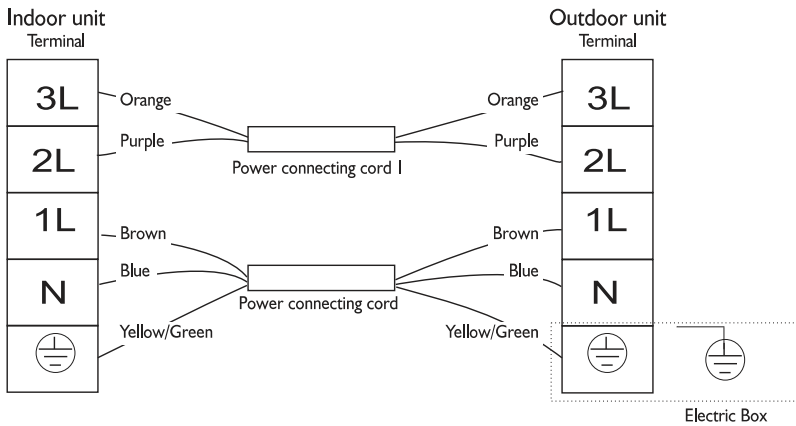 Indoor unit
Terminal
Outdoor unit
Terminal
3L
Orange
Orange
3L
2L
Purple
Purple
2L
Power connecting cord I
1L
Brown
Brown
1L
N
Blue
Blue
N
Power connecting cord
Yellow/Green
Yellow/Green
Electric Box